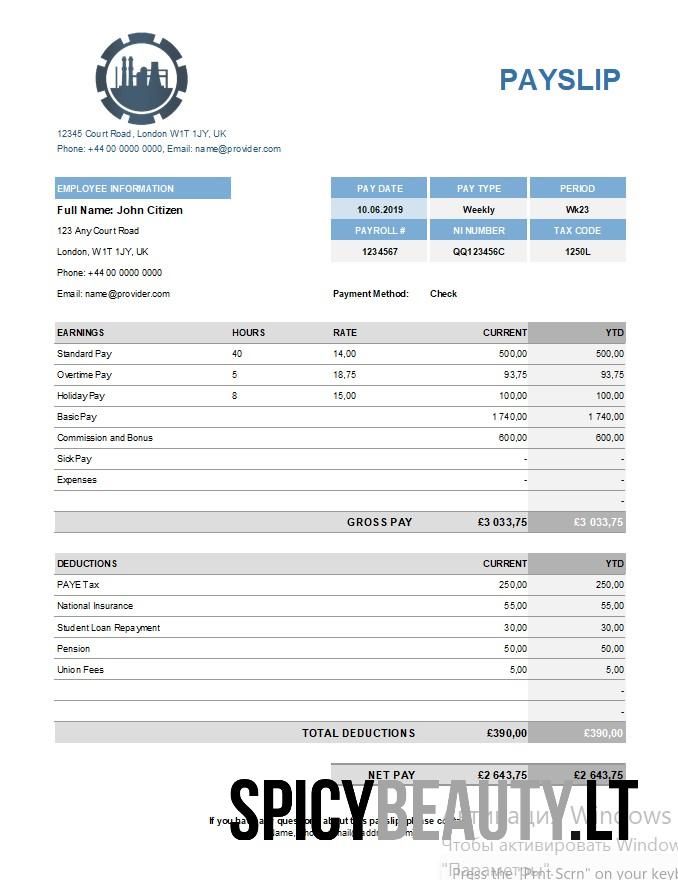 PAYSLIP
12345 Court Road, London W1T 1JY, UK
Phone: +44 00 0000 0000, Email: name@provider.com
EMPLOYEE INFORMATION PAY DATE PAY TYPE PERIOD
Full Name: John Citizen 10.06.2019 Weekly Wk23
123 Any Court Road PAYROLL # NI NUMBER TAX CODE
London, W1T 1JY, UK 1234567 QQ123456C 1250L
Phone: +44 00 0000 0000
Email: name@provider.com Payment Method: Check
EARNINGS HOURS RATE CURRENT YTD
Standard Pay 40 14,00 500,00 500,00
Overtime Pay 5 18,75 93,75 93,75
Holiday Pay 8 15,00 100,00 100,00
Basic Pay 1 740,00 1 740,00
Commission and Bonus 600,00 600,00
Sick Pay - -
Expenses - -
-
GROSS PAY £3 033,75 £3 033,75
DEDUCTIONS CURRENT YTD
PAYE Tax 250,00 250,00
National Insurance 55,00 55,00
Student Loan Repayment 30,00 30,00
Pension 50,00 50,00
Union Fees 5,00 5,00
-
-
TOTAL DEDUCTIONS £390,00 £390,00
NET PAY £2 643,75 £2 643,75
SPICYBEAUTY.LT
If you have any questions about this payslip, please
Windows
Чтобы активировать Window
"Параметры".
Press the "Prnt-Scrn" on your keyb